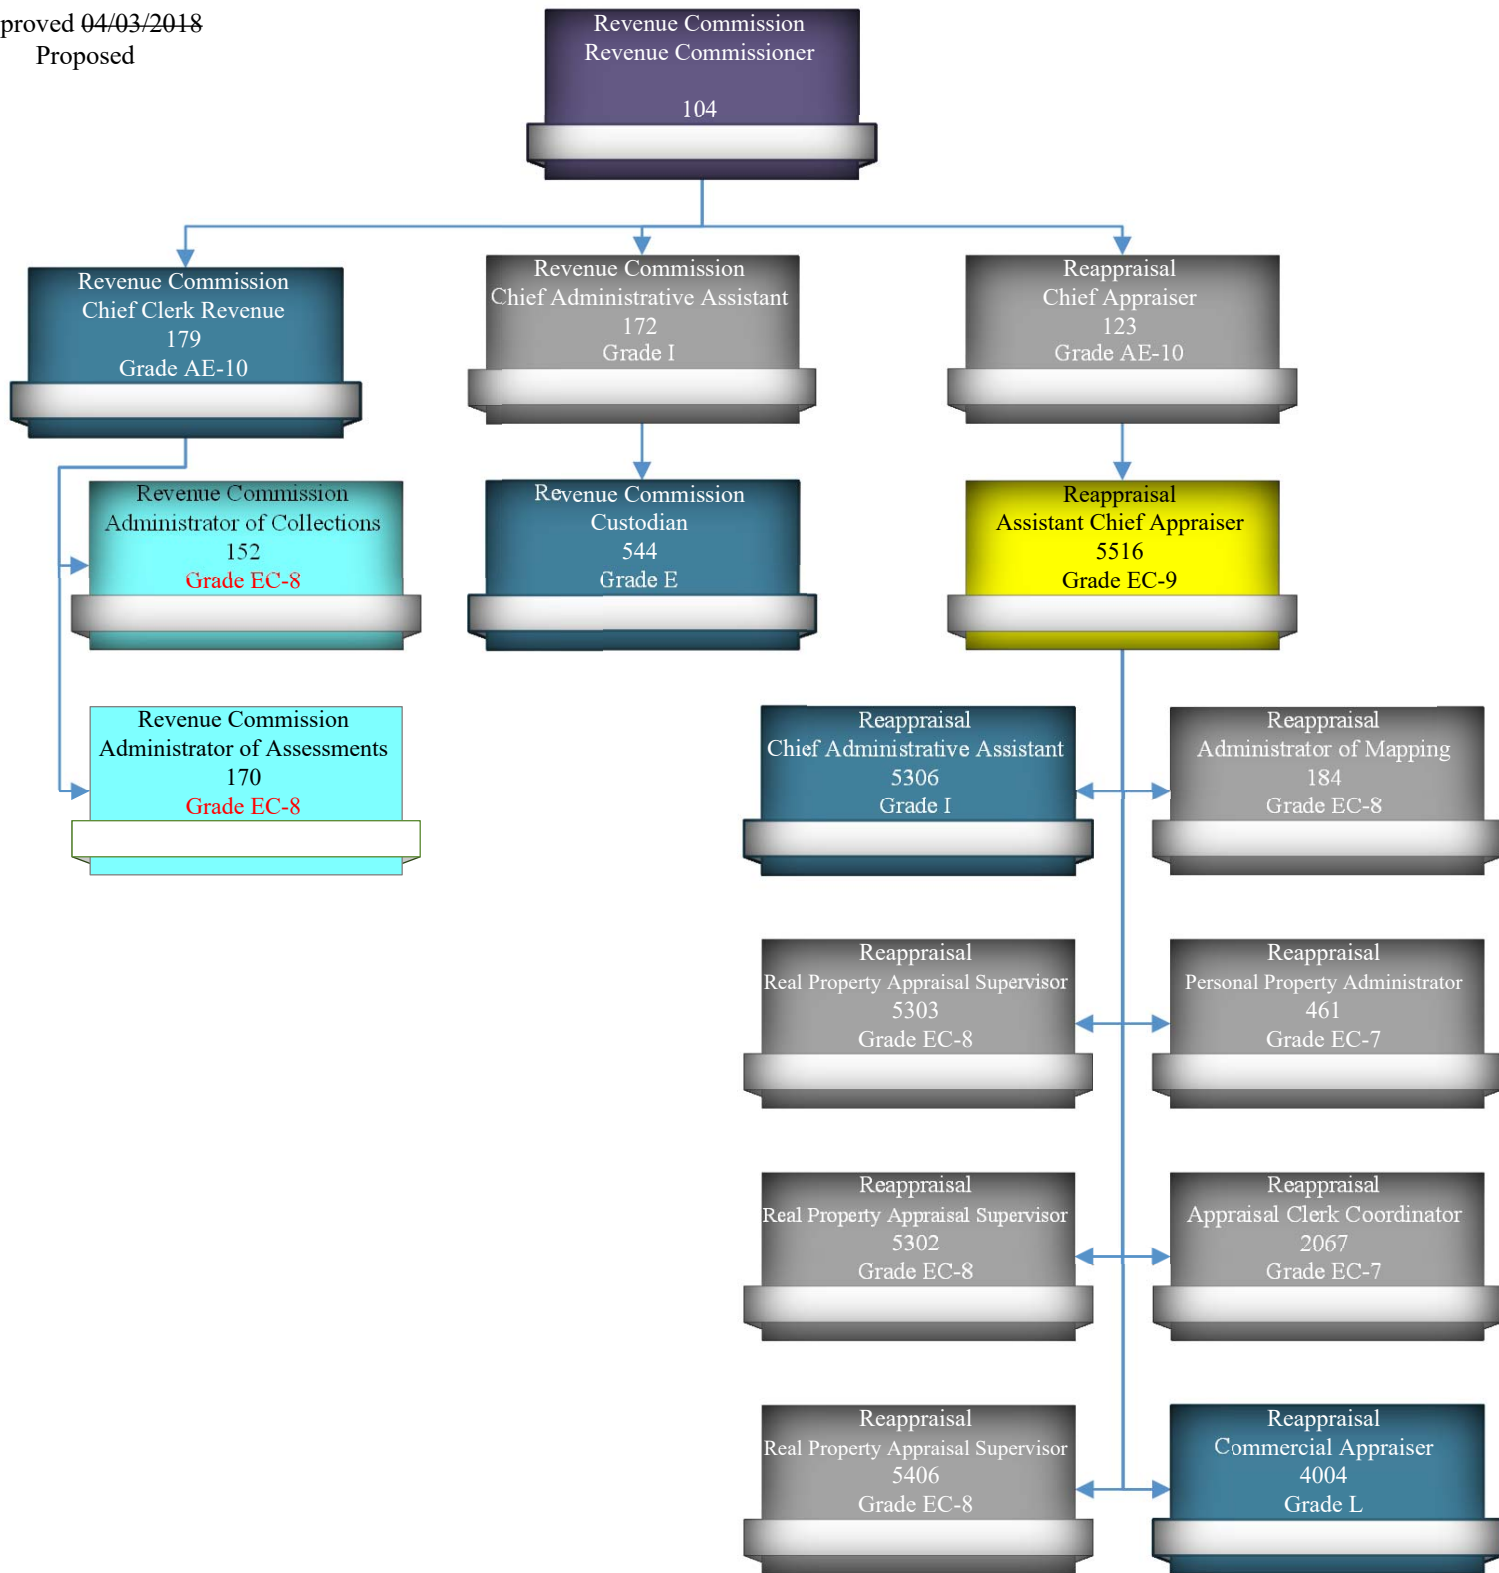 proved 04/03/2018
Proposed
Revenue Commission
Revenue Commissioner
104
Revenue Commission
Chief Clerk Revenue
179
Grade AE-10
Revenue Commission
Chief Administrative Assistant
172
Grade I
Reappraisal
Chief Appraiser
123
Grade AE-10
Revenue Commission
Administrator of Collections
152
Grade EC-8
Revenue Commission
Custodian
544
Grade E
Reappraisal
Assistant Chief Appraiser
5516
Grade EC-9
Revenue Commission
Administrator of Assessments
170
Grade EC-8
Reappraisal
Chief Administrative Assistant
5306
Grade I
Reappraisal
Administrator of Mapping
184
Grade EC-8
Reappraisal
Real Property Appraisal Supervisor
5303
Grade EC-8
Reappraisal
Personal Property Administrator
461
Grade EC-7
Reappraisal
Real Property Appraisal Supervisor
5302
Grade EC-8
Reappraisal
Appraisal Clerk Coordinator
2067
Grade EC-7
Reappraisal
Real Property Appraisal Supervisor
5406
Grade EC-8
Reappraisal
Commercial Appraiser
4004
Grade L